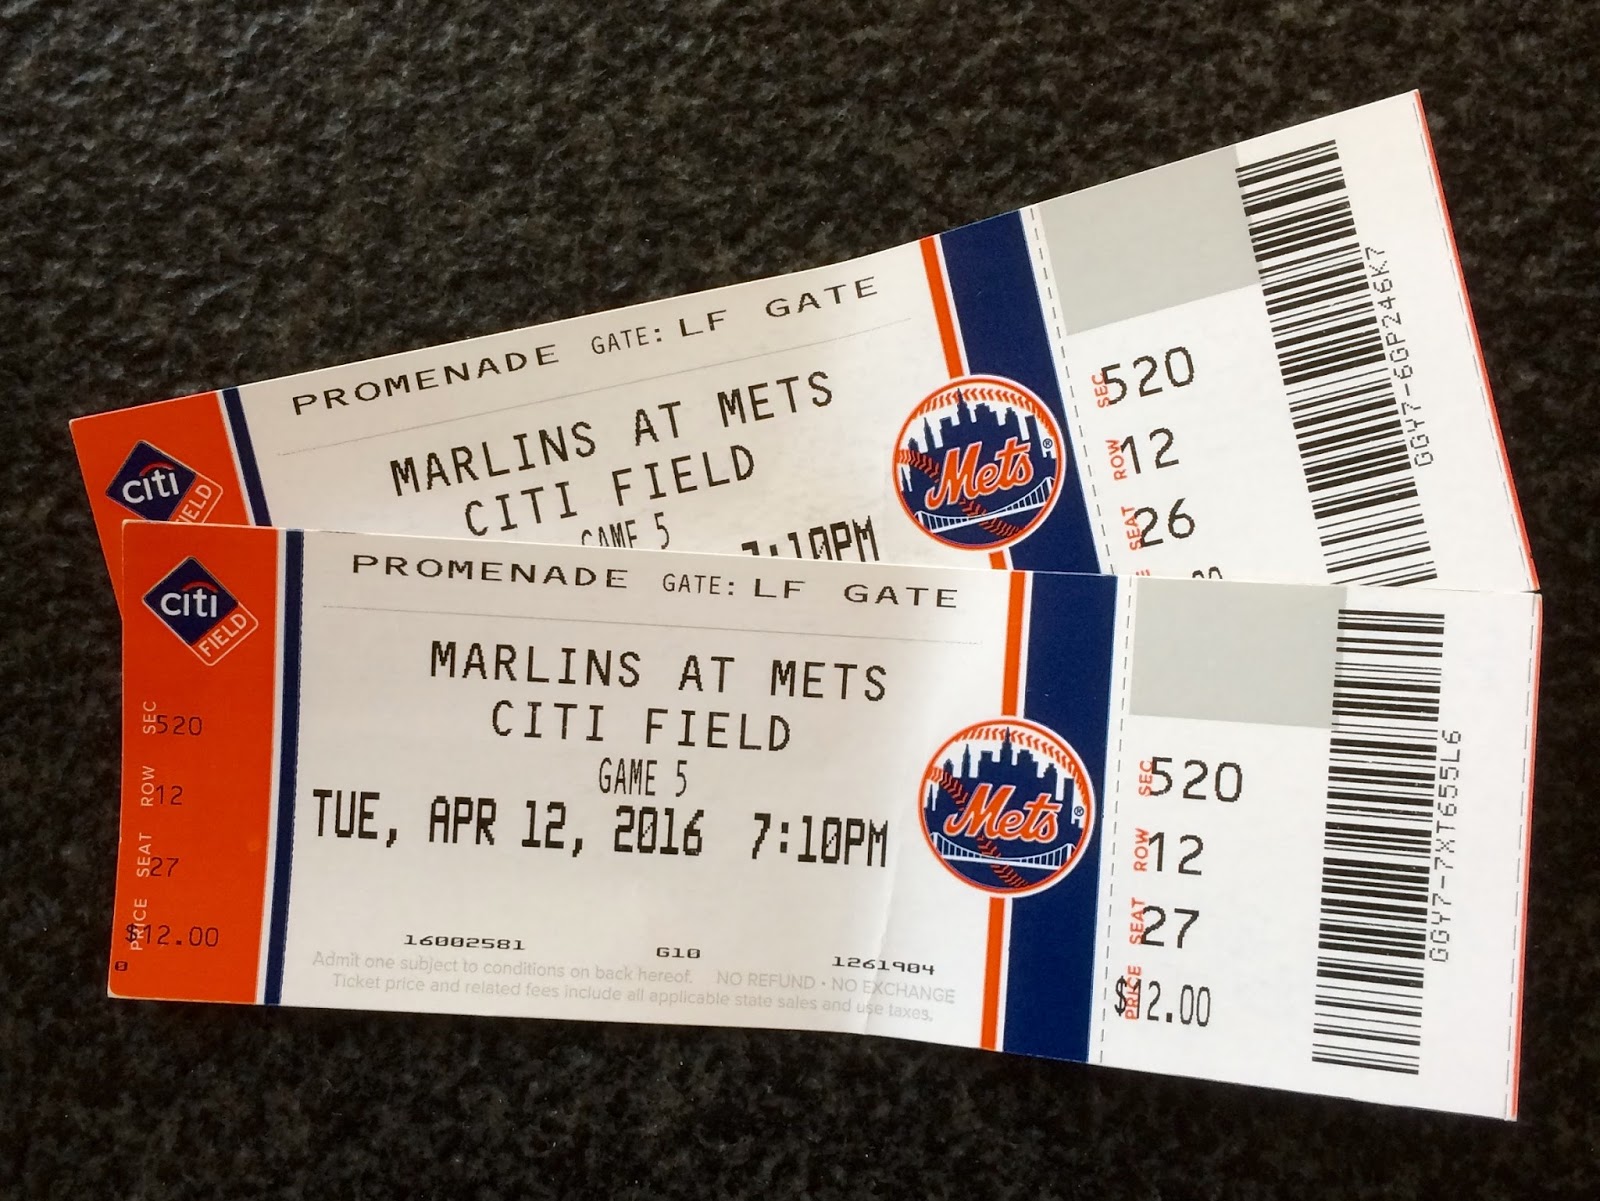 PROMENADE GATE: LF GATE
MARLINS AT METS
CITI FIELD
GAME 5
7:10PM
citi
FIELD
Mets ®
SEC 520
ROW 12
SEAT 26
GGY7-6GP246K7
PROMENADE GATE: LF GATE
MARLINS AT METS
CITI FIELD
GAME 5
TUE, APR 12, 2016 7:10PM
16002581 G10 1261904
Admit one subject to conditions on back hereof. NO REFUND • NO EXCHANGE
Ticket price and related fees include all applicable state sales and use taxes.
citi
FIELD
SEC 520
ROW 12
SEAT 27
PRICE $12.00
0
Mets ®
SEC 520
ROW 12
SEAT 27
PRICE $12.00
GGY7-7XT655L6